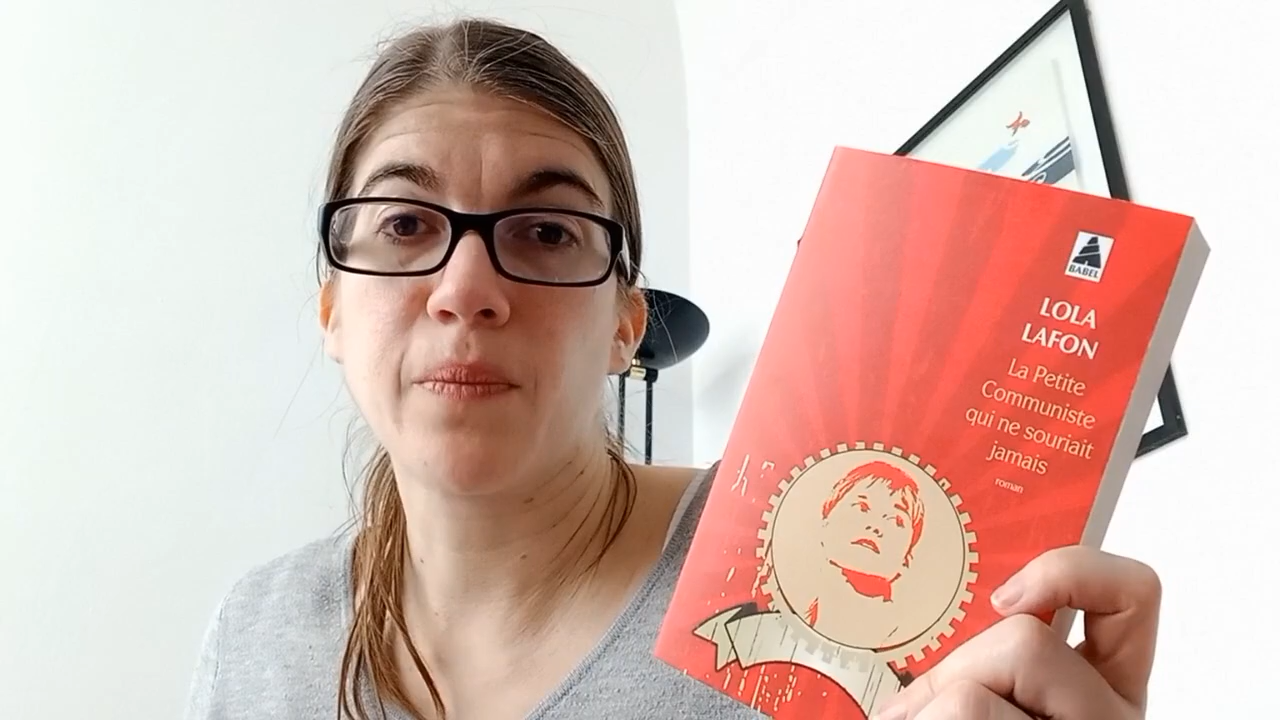 BABEL
LOLA
LAFON
La Petite
Communiste
qui ne souriait
jamais
roman